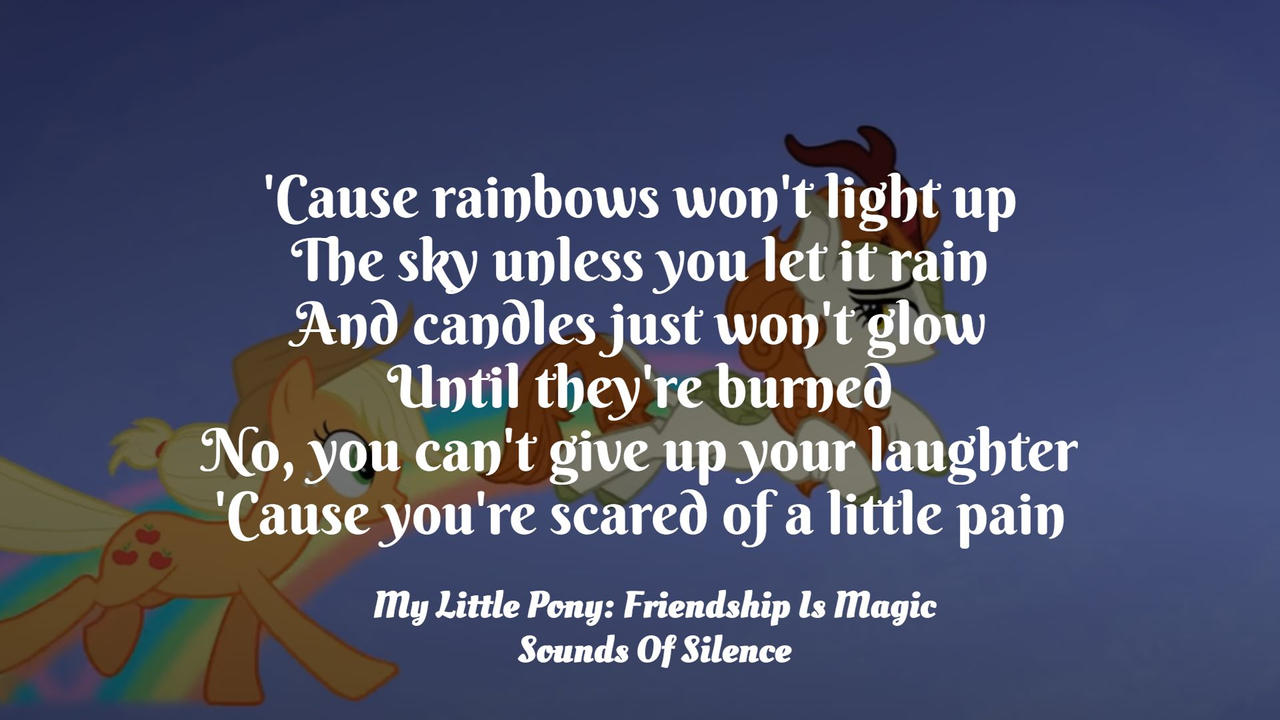 'Cause rainbows won't light up
The sky unless you let it rain
And candles just won't glow
Until they're burned
No, you can't give up your laughter
'Cause you're scared of a little pain
My Little Pony: Friendship Is Magic
Sounds Of Silence